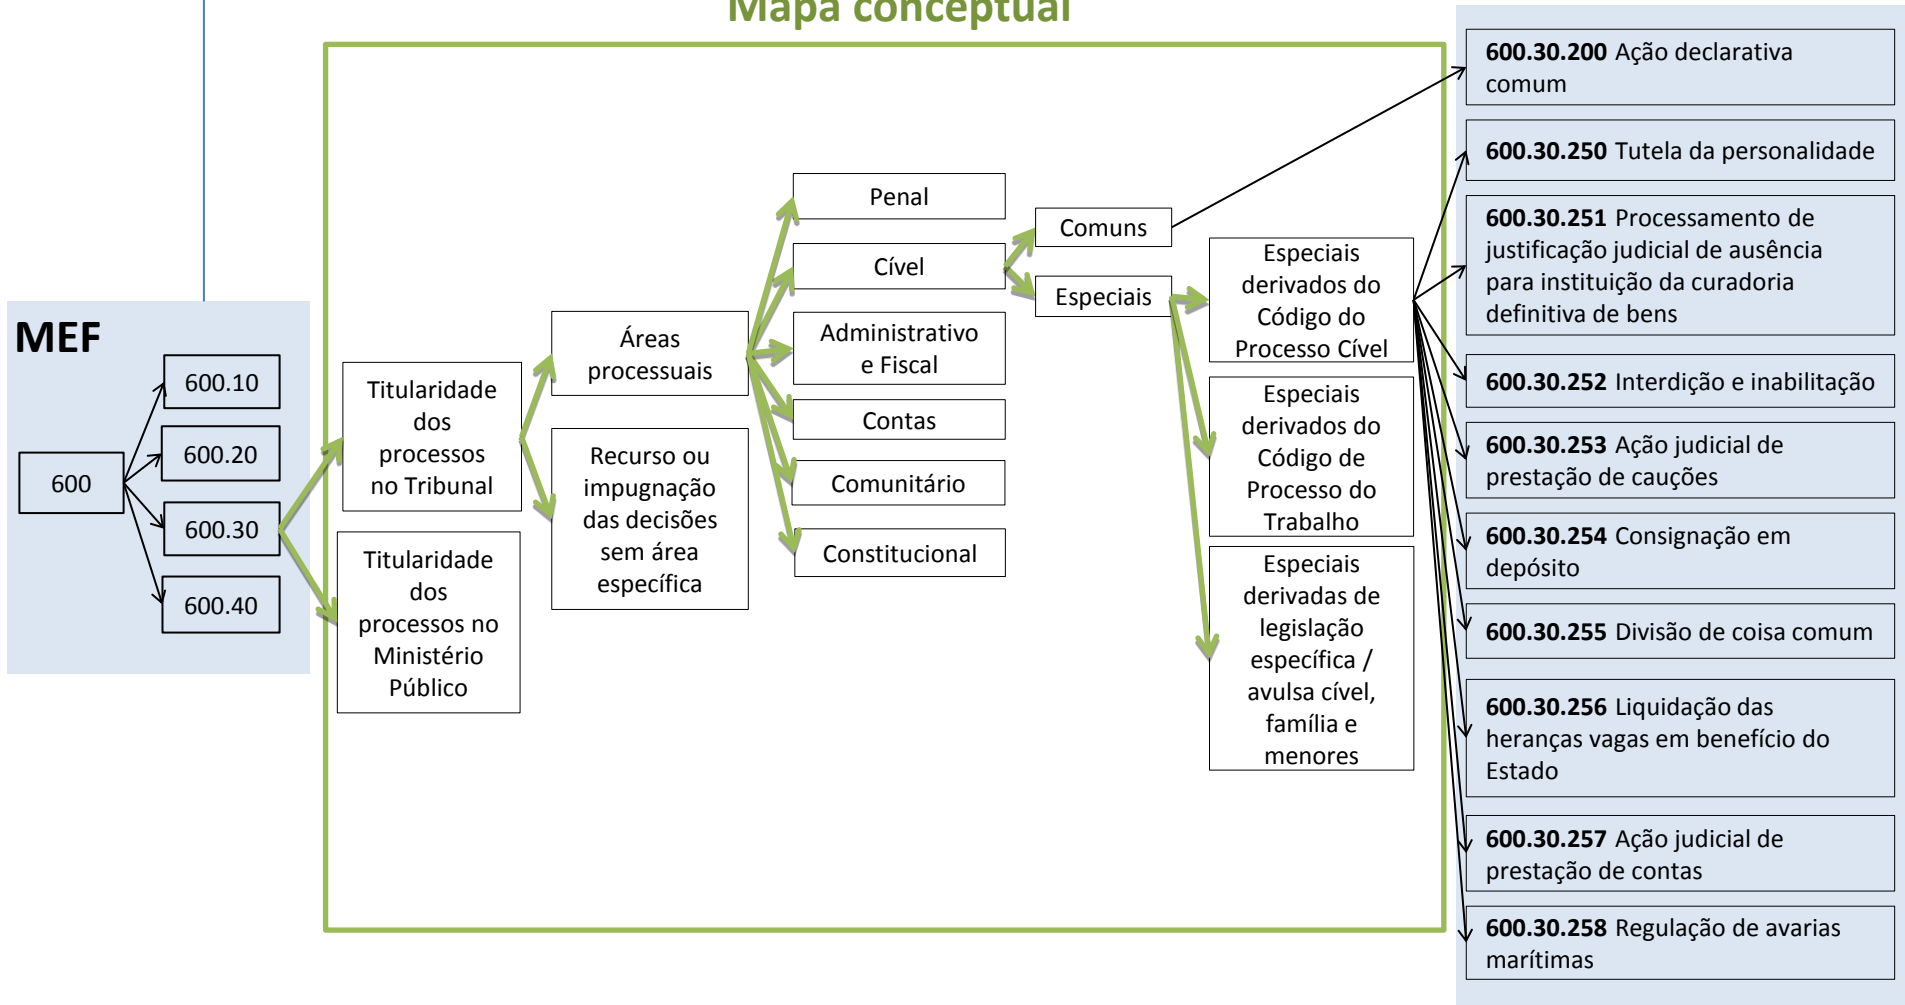 Mapa conceptual
MEF
600
600.10
600.20
600.30
600.40
Titularidade
dos
processos
no Tribunal
Titularidade
dos
processos no
Ministério
Público
Áreas
processuais
Recurso ou
impugnação
das decisões
sem área
específica
Penal
Cível
Administrativo
e Fiscal
Contas
Comunitário
Constitucional
Comuns
Especiais
Especiais
derivados do
Código do
Processo Cível
Especiais
derivados do
Código de
Processo do
Trabalho
Especiais
derivadas de
legislação
específica /
avulsa cível,
família e
menores
600.30.200 Ação declarativa
comum
600.30.250 Tutela da personalidade
600.30.251 Processamento de
justificação judicial de ausência
para instituição da curadoria
definitiva de bens
600.30.252 Interdição e inabilitação
600.30.253 Ação judicial de
prestação de cauções
600.30.254 Consignação em
depósito
600.30.255 Divisão de coisa comum
600.30.256 Liquidação das
heranças vagas em benefício do
Estado
600.30.257 Ação judicial de
prestação de contas
600.30.258 Regulação de avarias
marítimas